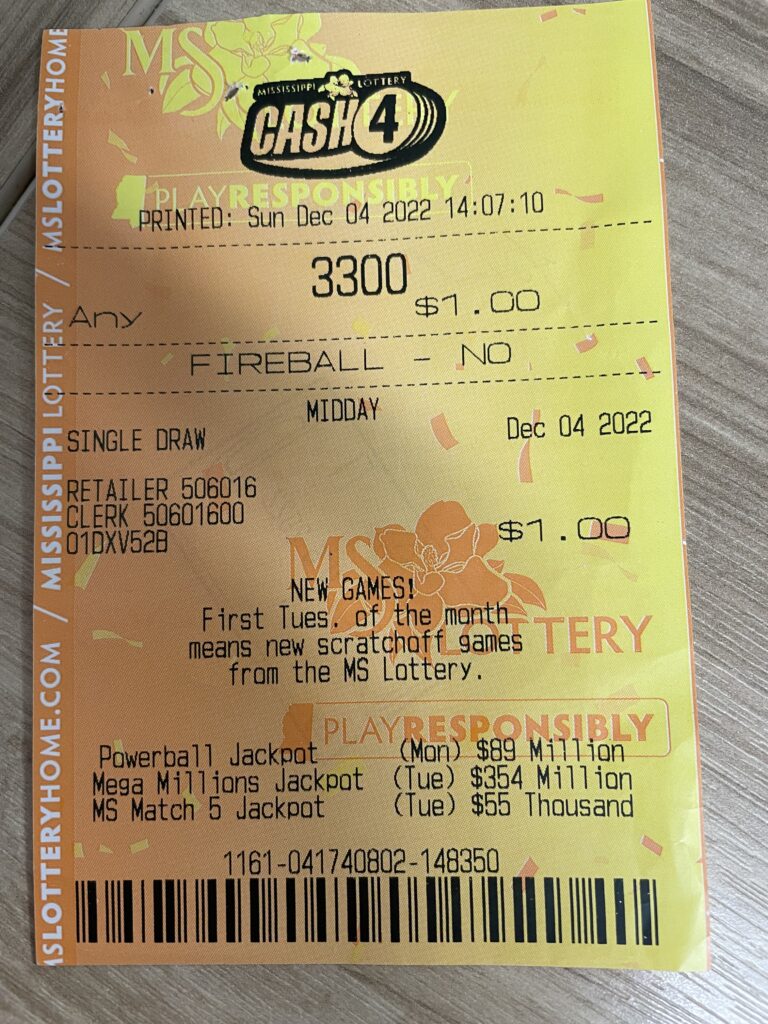 MS
MISSISSIPPI LOTTERY
CASH 4
PLAYRESPONSIBLY
PRINTED: Sun Dec 04 2022 14:07:10
3300
Any $1.00
FIREBALL - NO
MIDDAY
SINGLE DRAW Dec 04 2022
RETAILER 506016
CLERK 50601600
01DXV52B $1.00
MS LOTTERY
NEW GAMES!
First Tues. of the month
means new scratchoff games
from the MS Lottery.
PLAYRESPONSIBLY
Powerball Jackpot (Mon) $89 Million
Mega Millions Jackpot (Tue) $354 Million
MS Match 5 Jackpot (Tue) $55 Thousand
1161-041740802-148350
MSLOTTERYHOME.COM / MISSISSIPPI LOTTERY / MSLOTTERYHOME